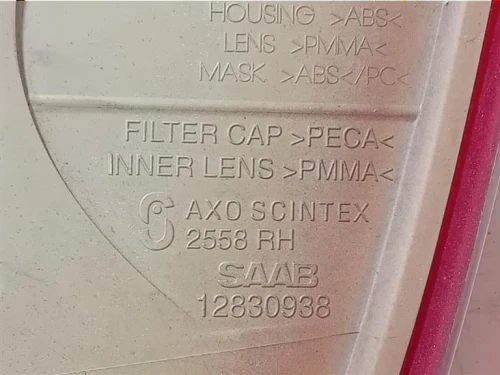 HOUSING >ABS<
LENS >PMMA<
MASK >ABS</PC<
FILTER CAP >PECA<
INNER LENS >PMMA<
AXO SCINTEX
2558 RH
SAAB
12830938